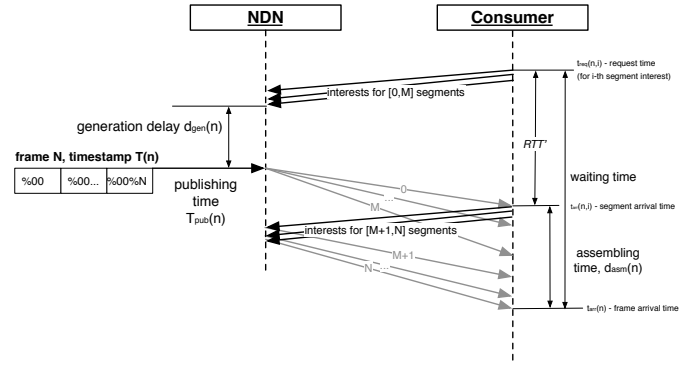 NDN
Consumer
treq(n,i) - request time
(for i-th segment interest)
interests for [0,M] segments
generation delay dgen(n)
RTT'
frame N, timestamp T(n)
%00
%00...
%00%N
waiting time
publishing
time
Tpub(n)
0
...
M
tarr(n,i) - segment arrival time
interests for [M+1,N] segments
M+1
...
N
assembling
time, dasm(n)
tarr(n) - frame arrival time